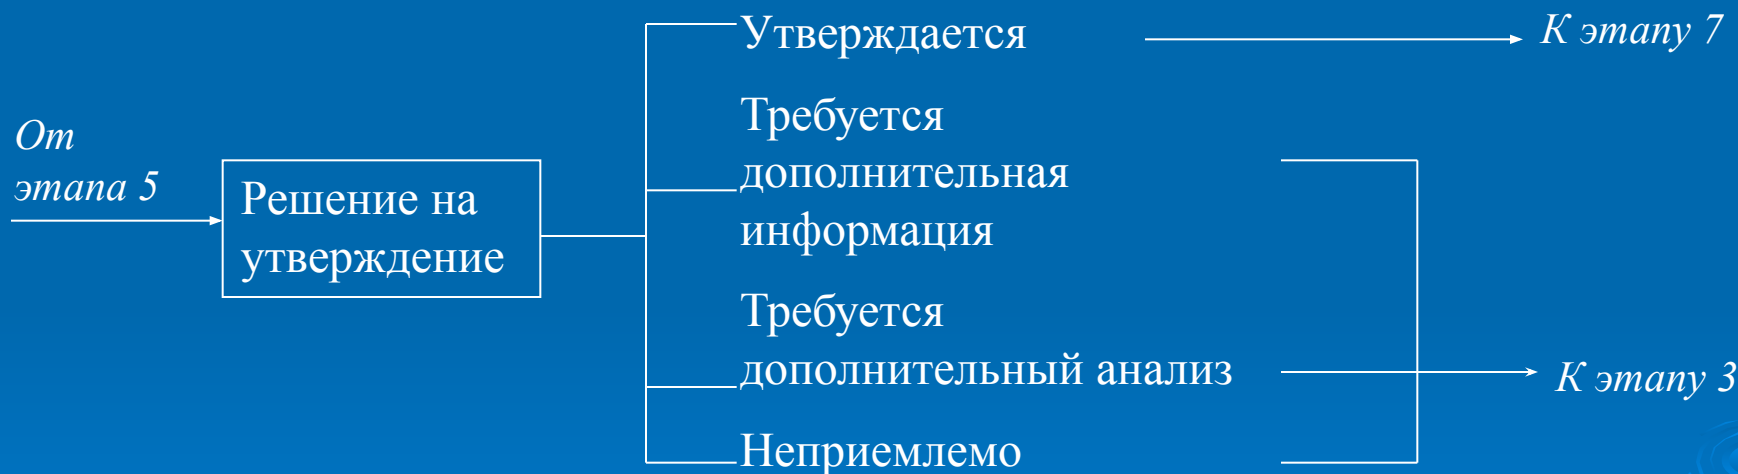 От
этапа 5
Решение на
утверждение
Утверждается
К этапу 7
Требуется
дополнительная
информация
Требуется
дополнительный анализ
К этапу 3
Неприемлемо